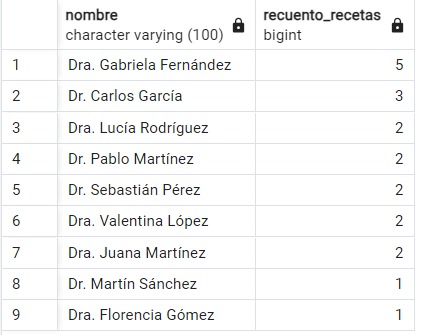 nombre recuento_recetas
character varying (100) bigint
1 Dra. Gabriela Fernández 5
2 Dr. Carlos García 3
3 Dra. Lucía Rodríguez 2
4 Dr. Pablo Martínez 2
5 Dr. Sebastián Pérez 2
6 Dra. Valentina López 2
7 Dra. Juana Martínez 2
8 Dr. Martín Sánchez 1
9 Dra. Florencia Gómez 1